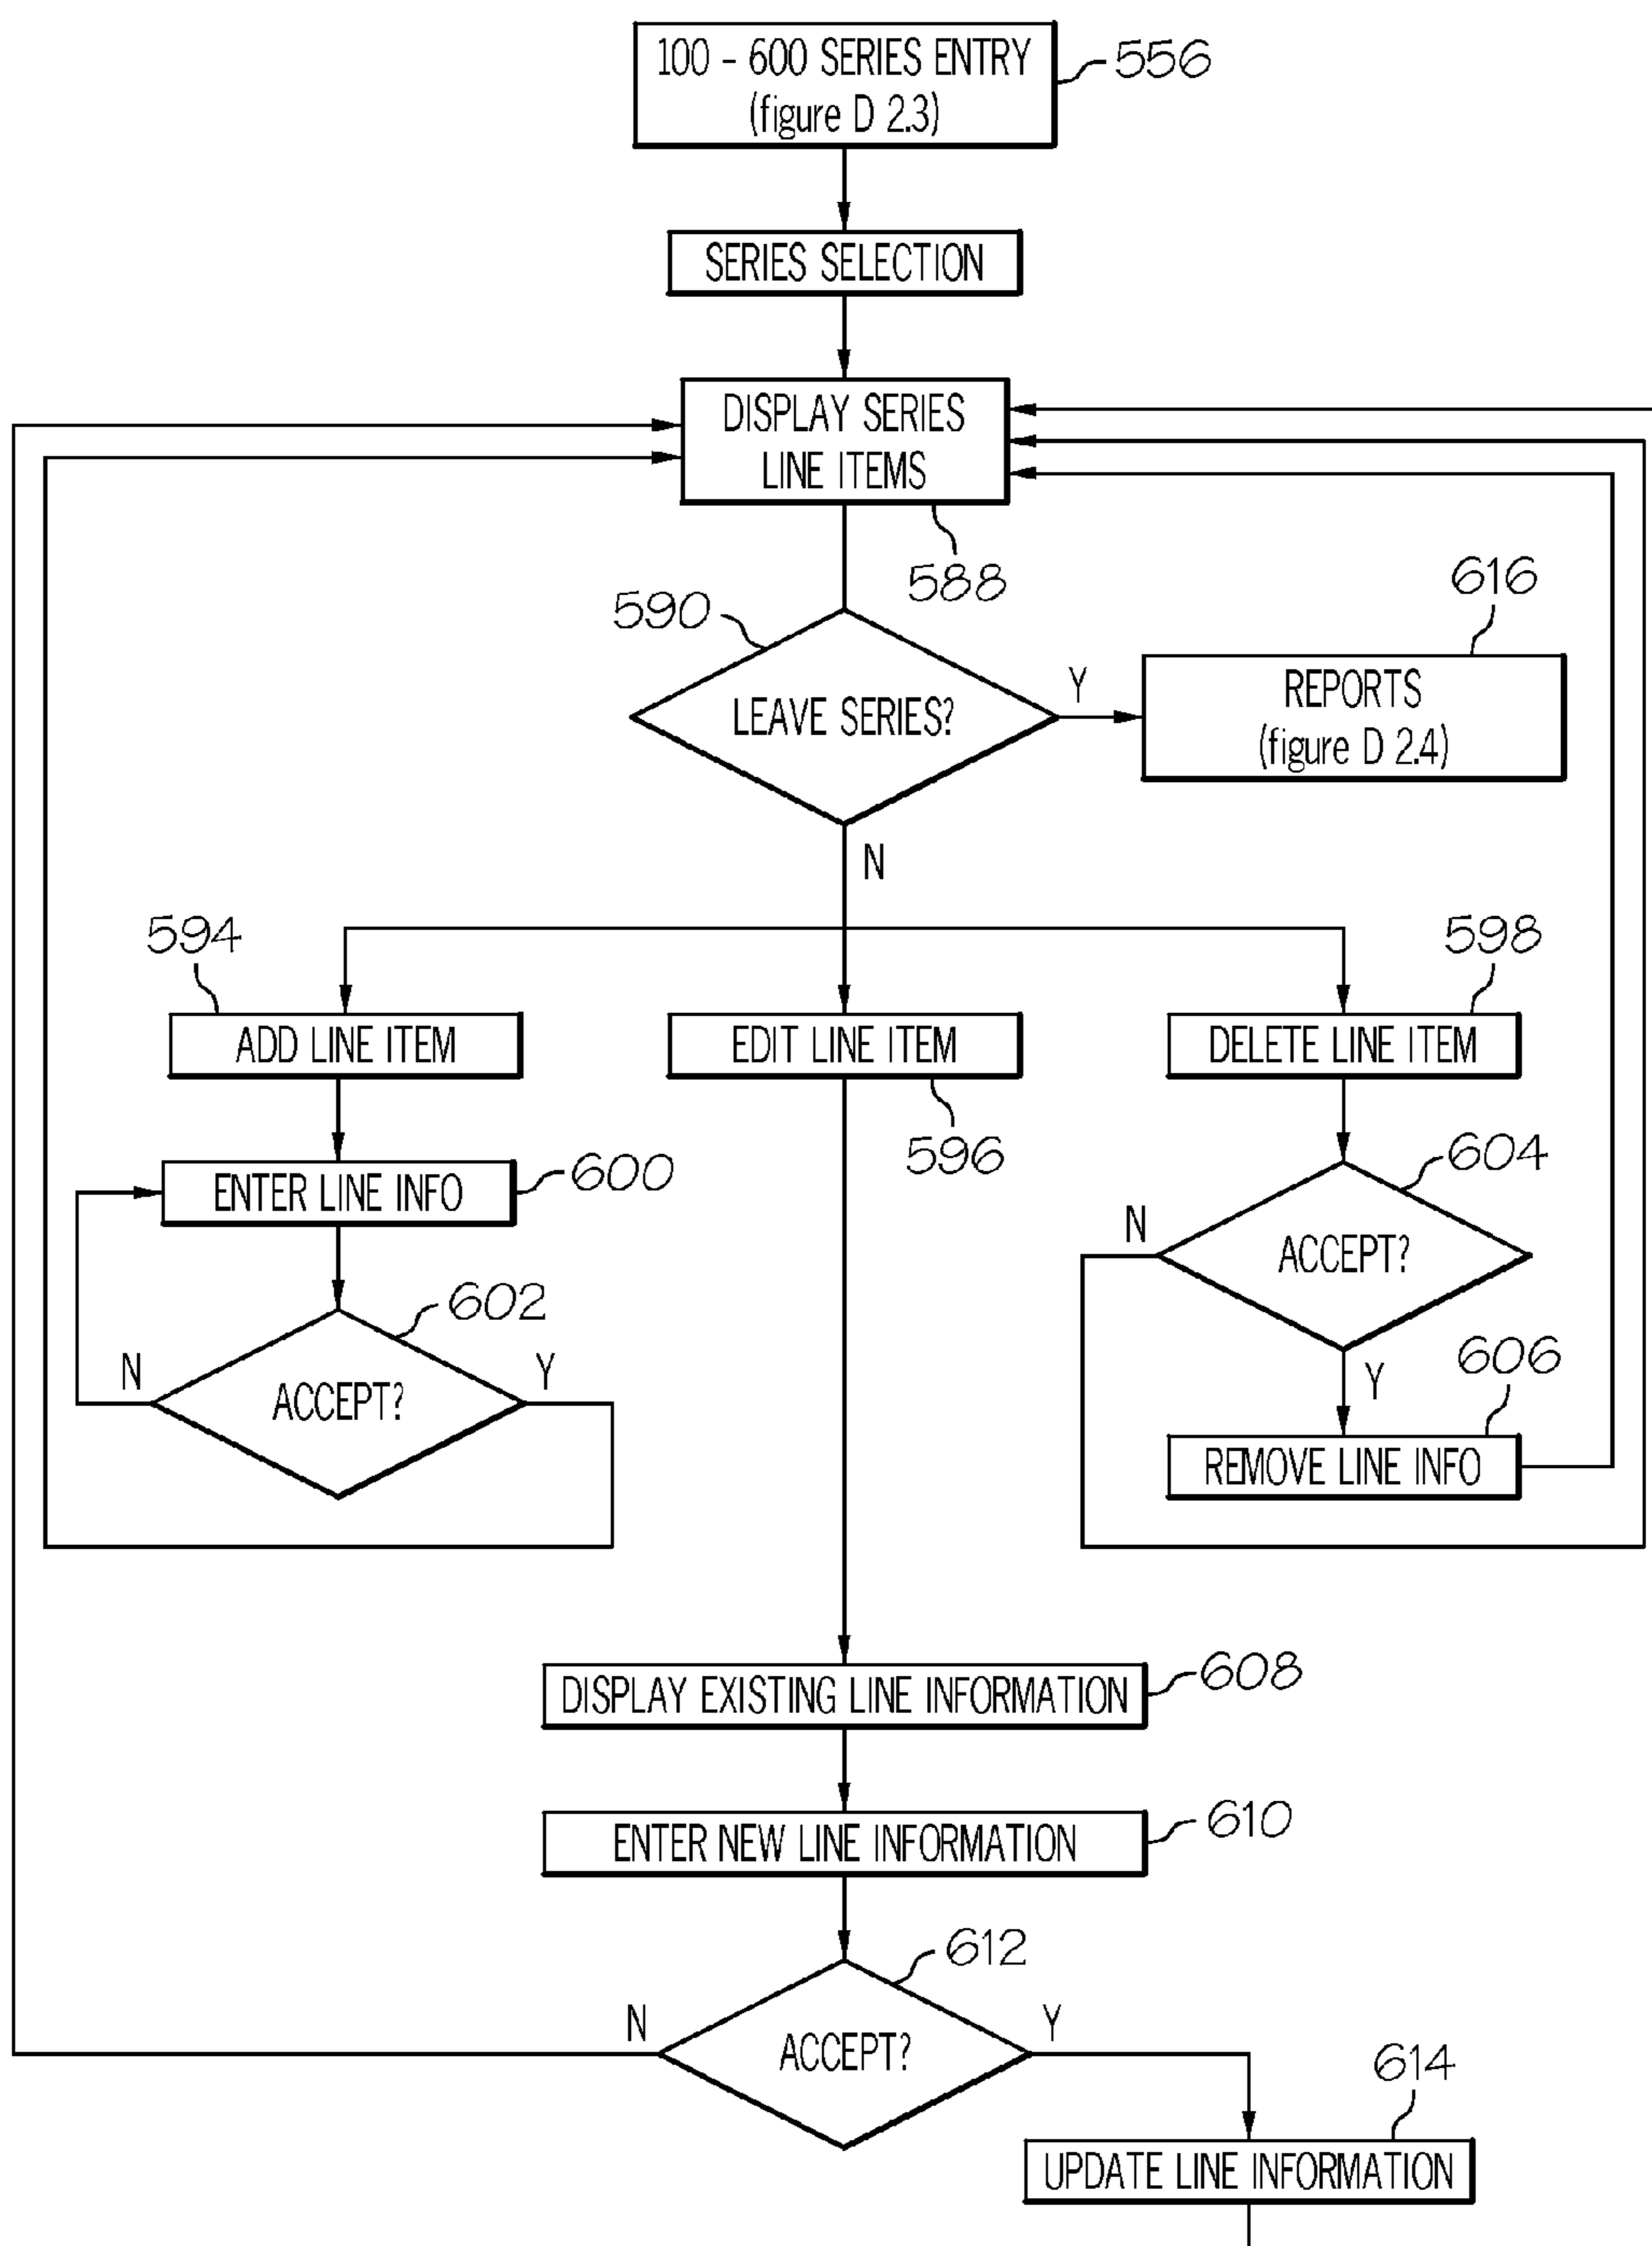 100 - 600 SERIES ENTRY
(figure D 2.3)
556
SERIES SELECTION
DISPLAY SERIES
LINE ITEMS
588
590
LEAVE SERIES?
Y
616
REPORTS
(figure D 2.4)
N
594
ADD LINE ITEM
EDIT LINE ITEM
596
598
DELETE LINE ITEM
ENTER LINE INFO
600
604
N
ACCEPT?
Y
602
N
ACCEPT?
Y
606
REMOVE LINE INFO
DISPLAY EXISTING LINE INFORMATION
608
ENTER NEW LINE INFORMATION
610
612
N
ACCEPT?
Y
614
UPDATE LINE INFORMATION